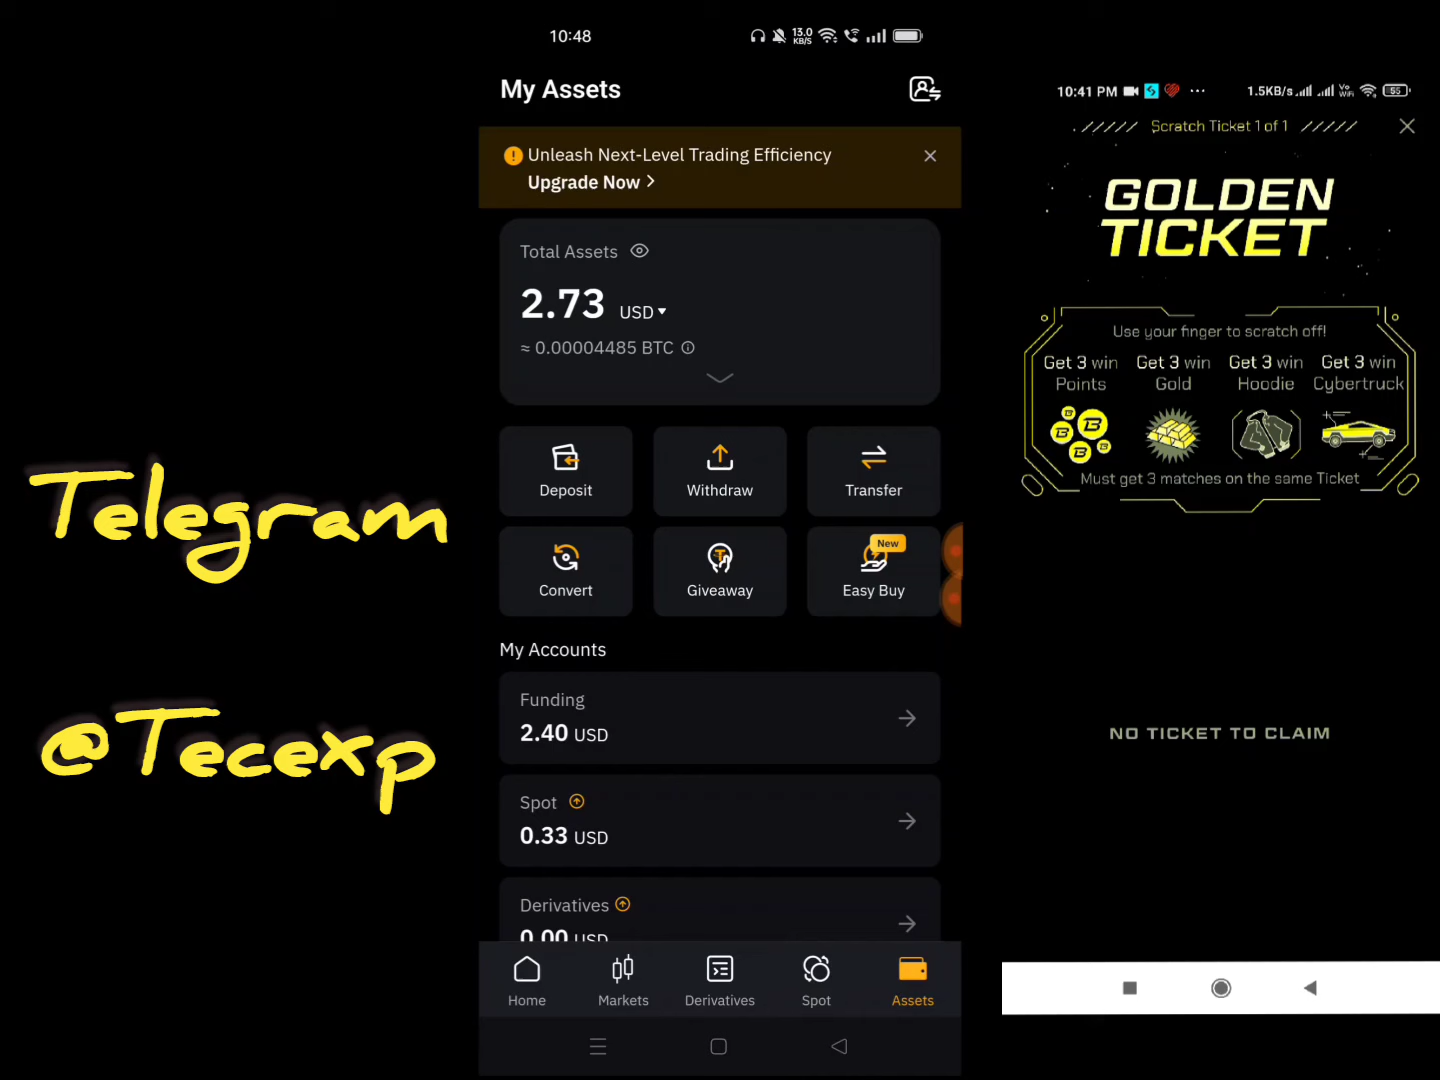 Telegram
@Tecexp
10:48
13.0
KB/S
My Assets
Unleash Next-Level Trading Efficiency
Upgrade Now >
Total Assets
2.73 USD
≈ 0.00004485 BTC
Deposit
Withdraw
Transfer
Convert
Giveaway
New
Easy Buy
My Accounts
Funding
2.40 USD
Spot
0.33 USD
Derivatives
0.00 USD
Home
Markets
Derivatives
Spot
Assets
10:41 PM
1.5KB/s
Vo
WiFi
55
Scratch Ticket 1 of 1
GOLDEN
TICKET
Use your finger to scratch off!
Get 3 win Points
Get 3 win Gold
Get 3 win Hoodie
Get 3 win Cybertruck
Must get 3 matches on the same Ticket
NO TICKET TO CLAIM